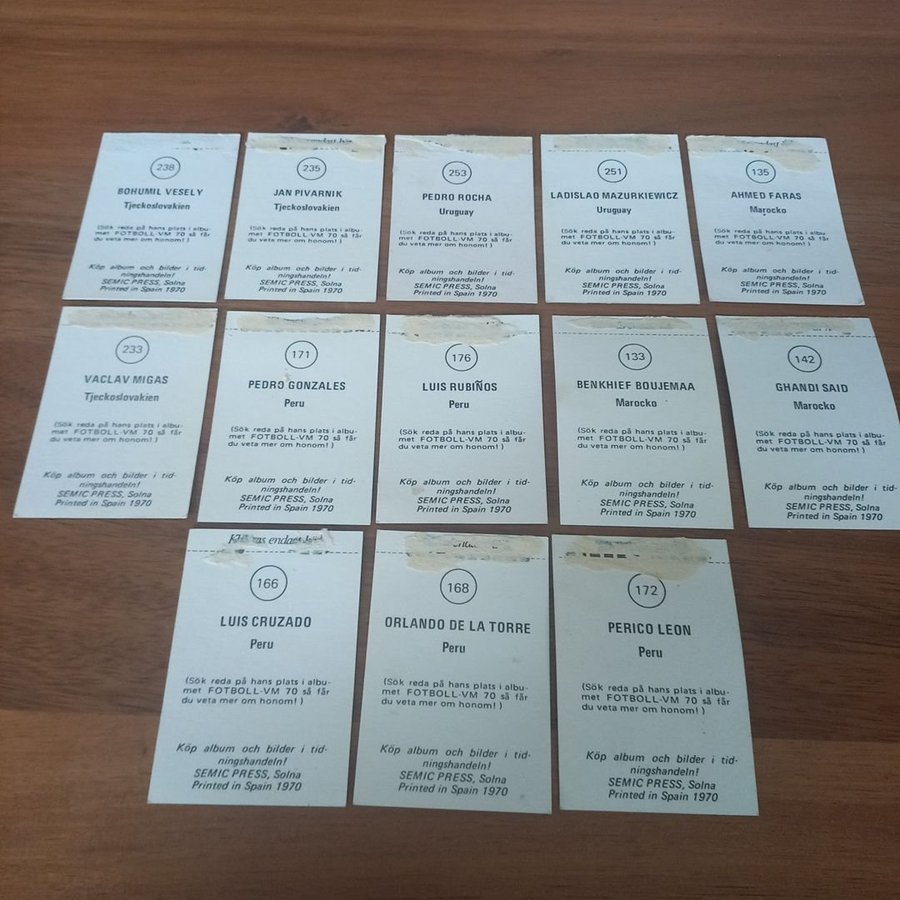 238
BOHUMIL VESELY
Tjeckoslovakien
(Sök reda på hans plats i albu-
met FOTBOLL-VM 70 så får
du veta mer om honom! )
Köp album och bilder i tid-
ningshandeln!
SEMIC PRESS, Solna
Printed in Spain 1970
235
JAN PIVARNIK
Tjeckoslovakien
(Sök reda på hans plats i albu-
met FOTBOLL-VM 70 så får
du veta mer om honom! )
Köp album och bilder i tid-
ningshandeln!
SEMIC PRESS, Solna
Printed in Spain 1970
253
PEDRO ROCHA
Uruguay
(Sök reda på hans plats i albu-
met FOTBOLL-VM 70 så får
du veta mer om honom! )
Köp album och bilder i tid-
ningshandeln!
SEMIC PRESS, Solna
Printed in Spain 1970
251
LADISLAO MAZURKIEWICZ
Uruguay
(Sök reda på hans plats i albu-
met FOTBOLL-VM 70 så får
du veta mer om honom! )
Köp album och bilder i tid-
ningshandeln!
SEMIC PRESS, Solna
Printed in Spain 1970
135
AHMED FARAS
Marocko
(Sök reda på hans plats i albu-
met FOTBOLL-VM 70 så får
du veta mer om honom! )
Köp album och bilder i tid-
ningshandeln!
SEMIC PRESS, Solna
Printed in Spain 1970
233
VACLAV MIGAS
Tjeckoslovakien
(Sök reda på hans plats i albu-
met FOTBOLL-VM 70 så får
du veta mer om honom! )
Köp album och bilder i tid-
ningshandeln!
SEMIC PRESS, Solna
Printed in Spain 1970
171
PEDRO GONZALES
Peru
(Sök reda på hans plats i albu-
met FOTBOLL-VM 70 så får
du veta mer om honom! )
Köp album och bilder i tid-
ningshandeln!
SEMIC PRESS, Solna
Printed in Spain 1970
176
LUIS RUBIÑOS
Peru
(Sök reda på hans plats i albu-
met FOTBOLL-VM 70 så får
du veta mer om honom! )
Köp album och bilder i tid-
ningshandeln!
SEMIC PRESS, Solna
Printed in Spain 1970
133
BENKHIEF BOUJEMAA
Marocko
(Sök reda på hans plats i albu-
met FOTBOLL-VM 70 så får
du veta mer om honom! )
Köp album och bilder i tid-
ningshandeln!
SEMIC PRESS, Solna
Printed in Spain 1970
142
GHANDI SAID
Marocko
(Sök reda på hans plats i albu-
met FOTBOLL-VM 70 så får
du veta mer om honom! )
Köp album och bilder i tid-
ningshandeln!
SEMIC PRESS, Solna
Printed in Spain 1970
endast
166
LUIS CRUZADO
Peru
(Sök reda på hans plats i albu-
met FOTBOLL-VM 70 så får
du veta mer om honom! )
Köp album och bilder i tid-
ningshandeln!
SEMIC PRESS, Solna
Printed in Spain 1970
168
ORLANDO DE LA TORRE
Peru
(Sök reda på hans plats i albu-
met FOTBOLL-VM 70 så får
du veta mer om honom! )
Köp album och bilder i tid-
ningshandeln!
SEMIC PRESS, Solna
Printed in Spain 1970
172
PERICO LEON
Peru
(Sök reda på hans plats i albu-
met FOTBOLL-VM 70 så får
du veta mer om honom! )
Köp album och bilder i tid-
ningshandeln!
SEMIC PRESS, Solna
Printed in Spain 1970